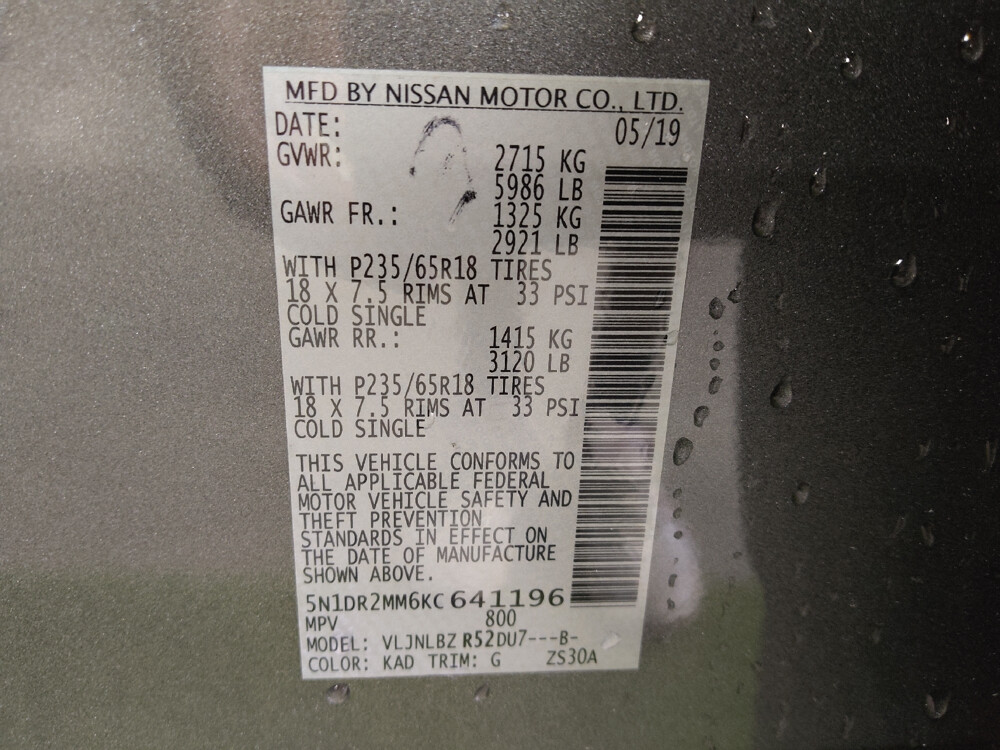 MFD BY NISSAN MOTOR CO., LTD.
DATE: 05/19
GVWR: 2715 KG
5986 LB
GAWR FR.: 1325 KG
2921 LB
WITH P235/65R18 TIRES
18 X 7.5 RIMS AT 33 PSI
COLD SINGLE
GAWR RR.: 1415 KG
3120 LB
WITH P235/65R18 TIRES
18 X 7.5 RIMS AT 33 PSI
COLD SINGLE
THIS VEHICLE CONFORMS TO
ALL APPLICABLE FEDERAL
MOTOR VEHICLE SAFETY AND
THEFT PREVENTION
STANDARDS IN EFFECT ON
THE DATE OF MANUFACTURE
SHOWN ABOVE.
5N1DR2MM6KC641196
MPV 800
MODEL: VLJNLBZ R52DU7---B-
COLOR: KAD TRIM: G ZS30A